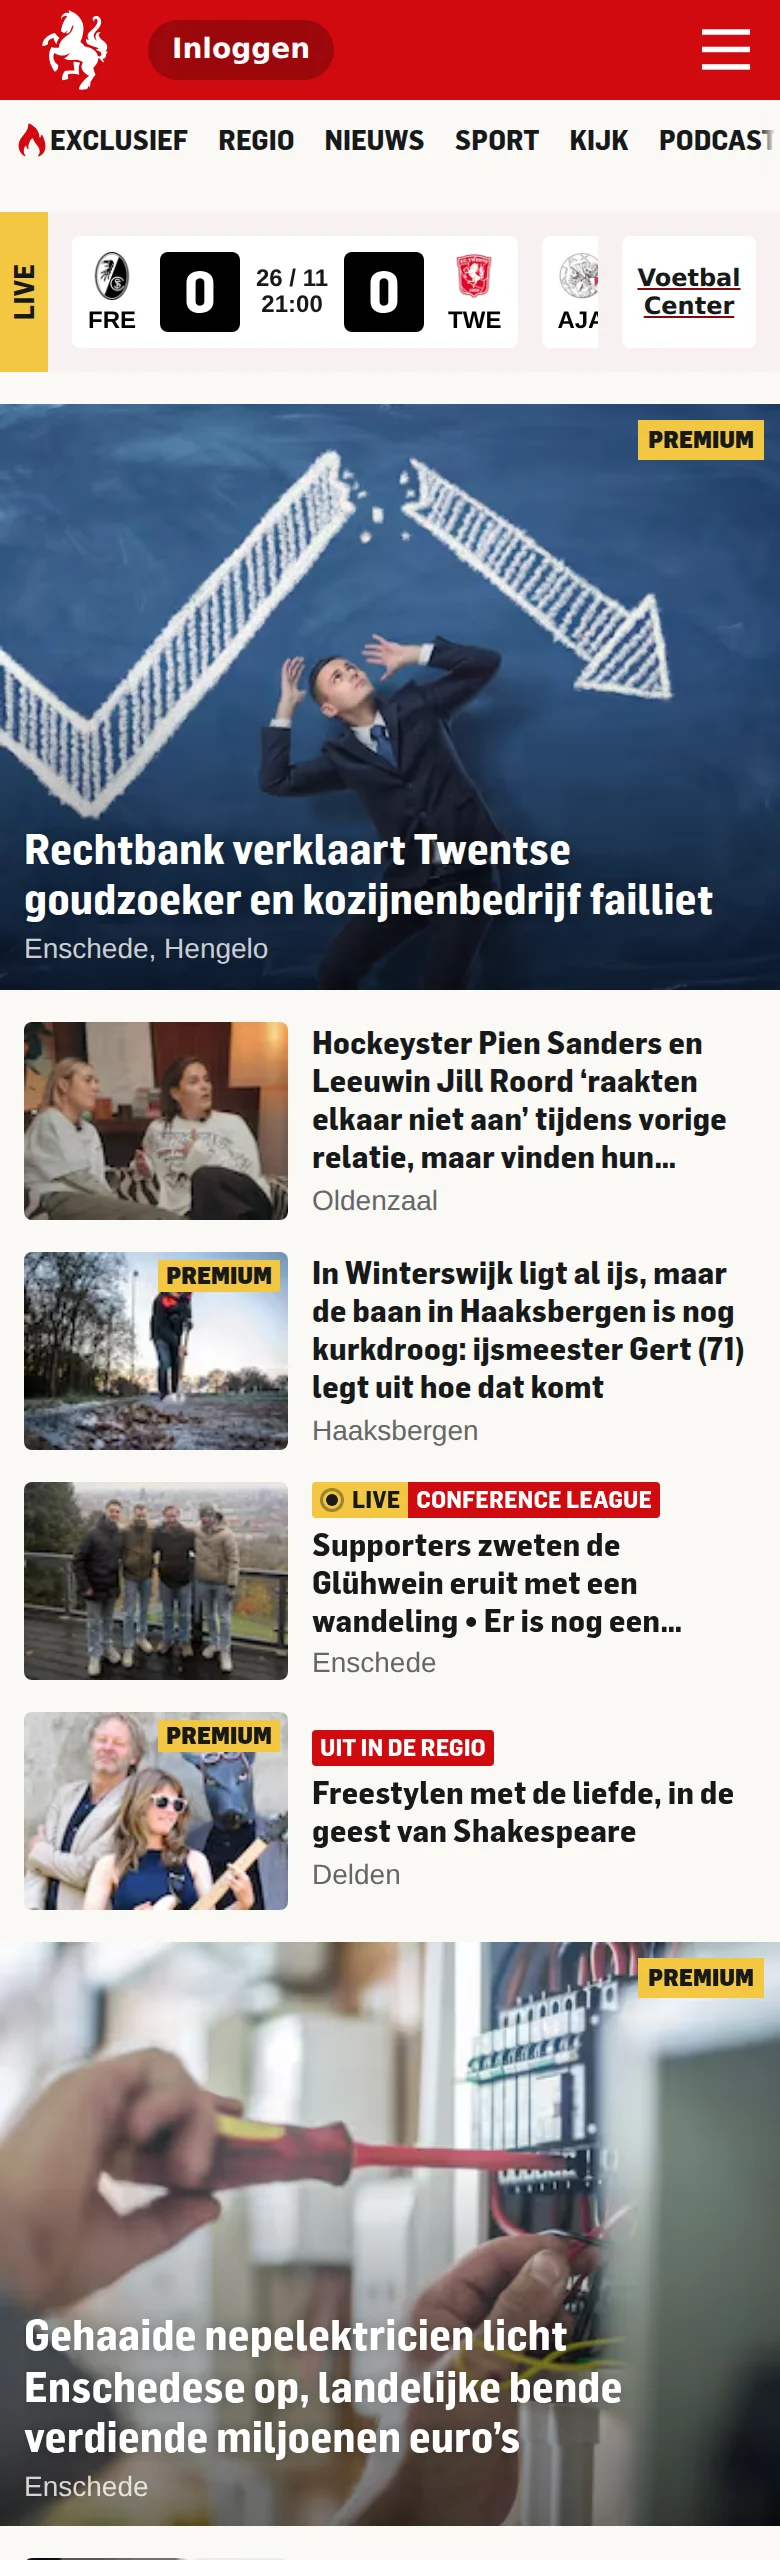 Inloggen
EXCLUSIEF REGIO NIEUWS SPORT KIJK PODCAST
LIVE
FRE
0
26 / 11
21:00
0
TWE
AJA
Voetbal
Center
PREMIUM
Rechtbank verklaart Twentse
goudzoeker en kozijnenbedrijf failliet
Enschede, Hengelo
Hockeyster Pien Sanders en
Leeuwin Jill Roord ‘raakten
elkaar niet aan’ tijdens vorige
relatie, maar vinden hun...
Oldenzaal
PREMIUM
In Winterswijk ligt al ijs, maar
de baan in Haaksbergen is nog
kurkdroog: ijsmeester Gert (71)
legt uit hoe dat komt
Haaksbergen
LIVE CONFERENCE LEAGUE
Supporters zweten de
Glühwein eruit met een
wandeling • Er is nog een...
Enschede
PREMIUM
UIT IN DE REGIO
Freestylen met de liefde, in de
geest van Shakespeare
Delden
PREMIUM
Gehaaide nepelektricien licht
Enschedese op, landelijke bende
verdiende miljoenen euro’s
Enschede